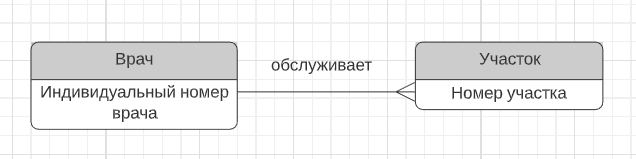 Врач
Индивидуальный номер
врача
обслуживает
Участок
Номер участка